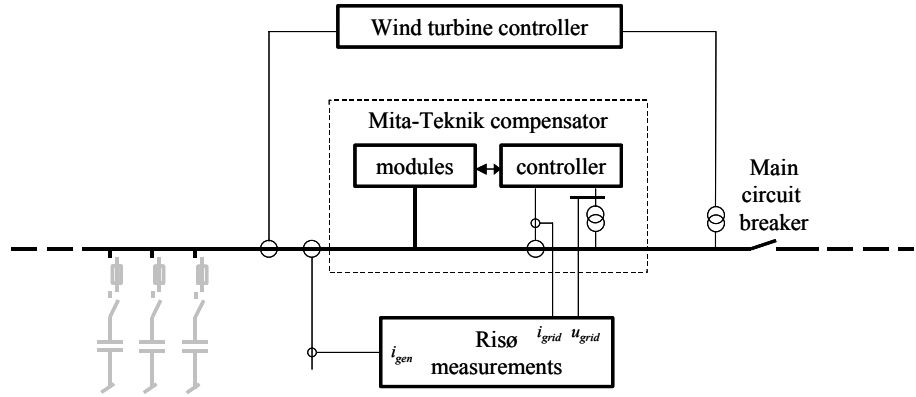 Wind turbine controller
Mita-Teknik compensator
modules
controller
Main
circuit
breaker
i_gen
Risø
measurements
i_grid
u_grid